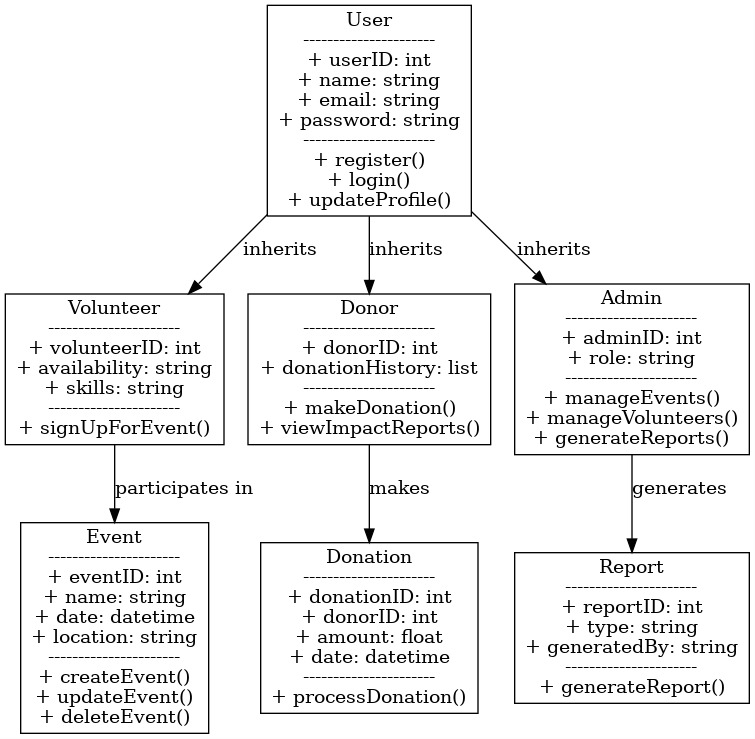 User
----------------------
+ userID: int
+ name: string
+ email: string
+ password: string
----------------------
+ register()
+ login()
+ updateProfile()
inherits
inherits
inherits
Volunteer
----------------------
+ volunteerID: int
+ availability: string
+ skills: string
----------------------
+ signUpForEvent()
Donor
----------------------
+ donorID: int
+ donationHistory: list
----------------------
+ makeDonation()
+ viewImpactReports()
Admin
----------------------
+ adminID: int
+ role: string
----------------------
+ manageEvents()
+ manageVolunteers()
+ generateReports()
participates in
makes
generates
Event
----------------------
+ eventID: int
+ name: string
+ date: datetime
+ location: string
----------------------
+ createEvent()
+ updateEvent()
+ deleteEvent()
Donation
----------------------
+ donationID: int
+ donorID: int
+ amount: float
+ date: datetime
----------------------
+ processDonation()
Report
----------------------
+ reportID: int
+ type: string
+ generatedBy: string
----------------------
+ generateReport()